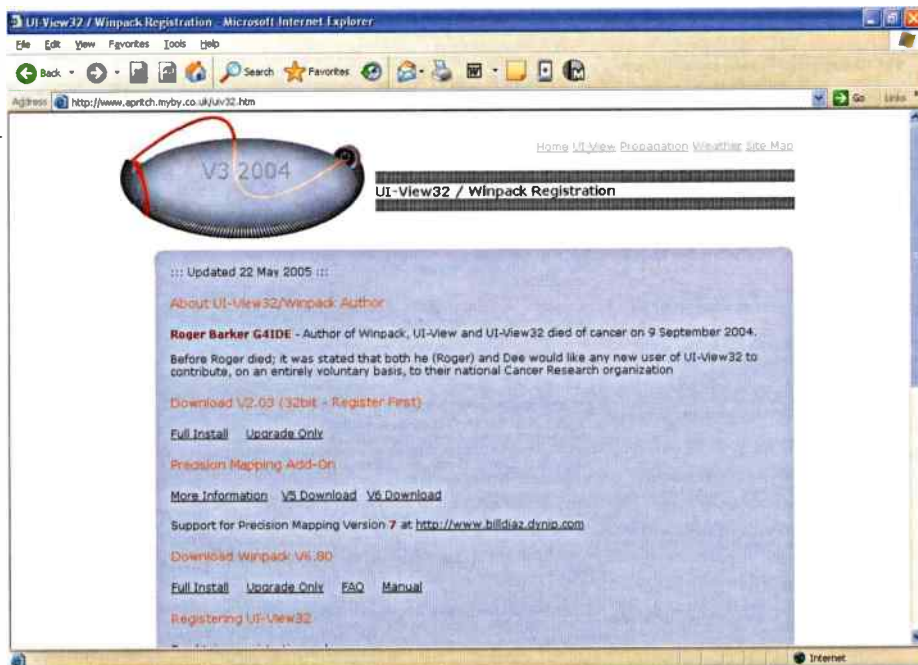 UI-View32 / Winpack Registration - Microsoft Internet Explorer
File Edit View Favorites Tools Help
Back Search Favorites
Address http://www.apritch.myby.co.uk/uiv32.htm Go Links
Home UI-View Propagation Weather Site Map
V3 2004
UI-View32 / Winpack Registration
::: Updated 22 May 2005 :::
About UI-View32/Winpack Author
Roger Barker G4IDE - Author of Winpack, UI-View and UI-View32 died of cancer on 9 September 2004.
Before Roger died; it was stated that both he (Roger) and Dee would like any new user of UI-View32 to
contribute, on an entirely voluntary basis, to their national Cancer Research organization
Download V2.03 (32bit - Register First)
Full Install Upgrade Only
Precision Mapping Add-On
More Information V5 Download V6 Download
Support for Precision Mapping Version 7 at http://www.billdiaz.dynip.com
Download Winpack V6.80
Full Install Upgrade Only FAQ Manual
Registering UI-View32
Internet